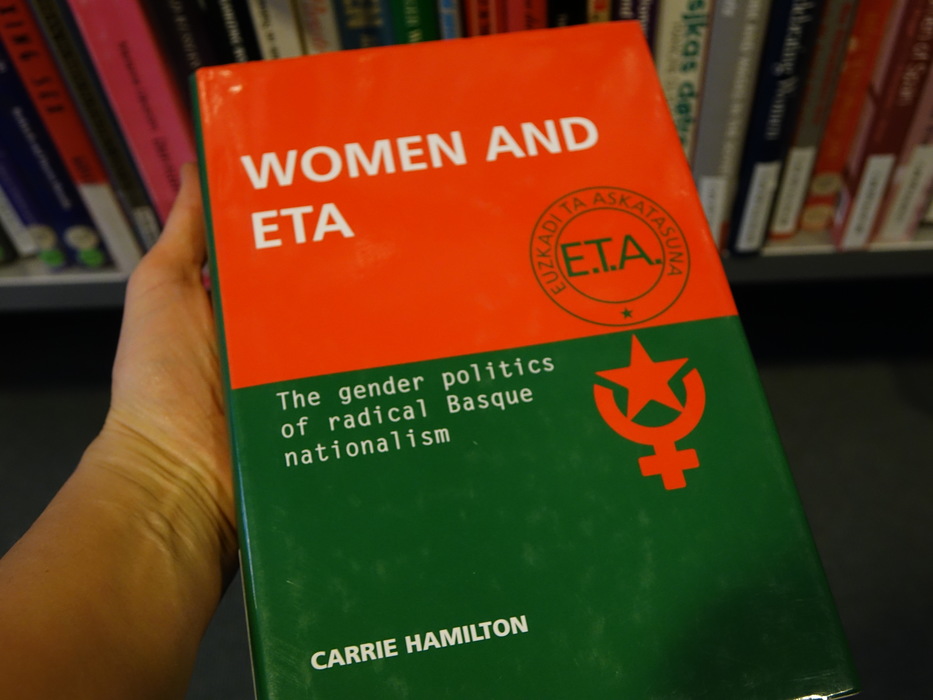 WOMEN AND
ETA
EUZKADI TA ASKATASUNA
E.T.A.
The gender politics
of radical Basque
nationalism
CARRIE HAMILTON